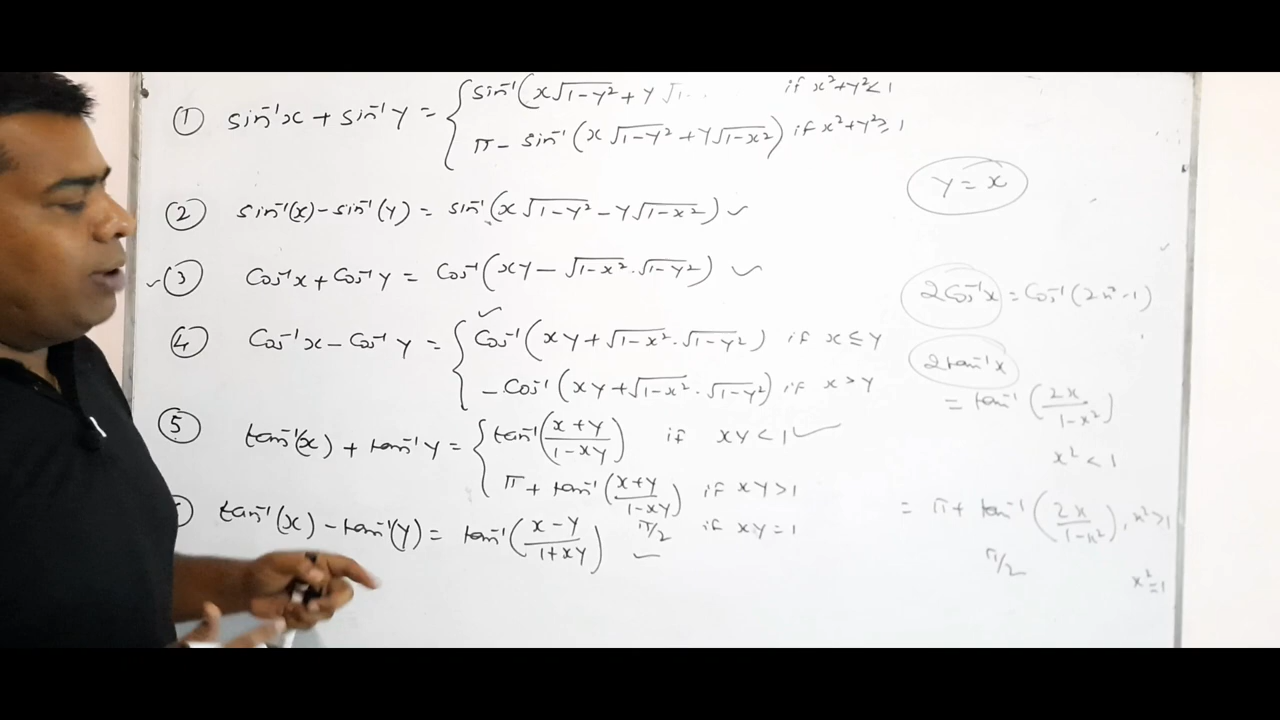 ① sin⁻¹x + sin⁻¹y = { sin⁻¹(x√1-y² + y√1.. if x²+y²<1
π - sin⁻¹(x√1-y² + y√1-x²) if x²+y²≥1
② sin⁻¹(x) - sin⁻¹(y) = sin⁻¹(x√1-y² - y√1-x²) ✓
✓③ Cos⁻¹x + Cos⁻¹y = Cos⁻¹(xy - √1-x².√1-y²) ✓
④ Cos⁻¹x - Cos⁻¹y = { Cos⁻¹(xy + √1-x².√1-y²) if x ≤ y
-Cos⁻¹(xy + √1-x².√1-y²) if x > y
⑤ tan⁻¹(x) + tan⁻¹y = { tan⁻¹(x+y/1-xy) if xy < 1 ✓
π + tan⁻¹(x+y/1-xy) if xy > 1
π/2 if xy = 1
tan⁻¹(x) - tan⁻¹(y) = tan⁻¹(x-y/1+xy) ✓
y = x
2Cos⁻¹x = Cos⁻¹(2x²-1)
2tan⁻¹x
= tan⁻¹(2x/1-x²)
x² < 1
= π + tan⁻¹(2x/1-x²), x²>1
π/2 x²=1